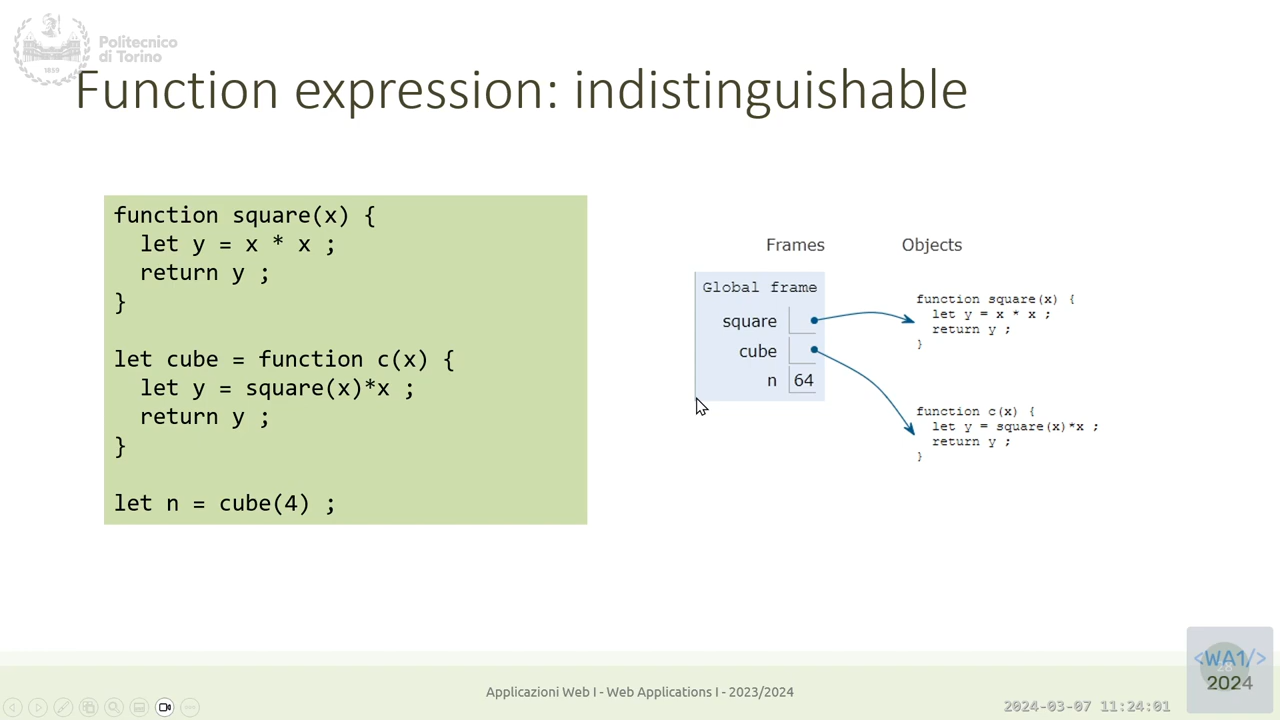 Politecnico
di Torino
1859
Function expression: indistinguishable
function square(x) {
  let y = x * x ;
  return y ;
}
let cube = function c(x) {
  let y = square(x)*x ;
  return y ;
}
let n = cube(4) ;
Frames
Objects
Global frame
square
cube
n 64
function square(x) {
  let y = x * x ;
  return y ;
}
function c(x) {
  let y = square(x)*x ;
  return y ;
}
Applicazioni Web I - Web Applications I - 2023/2024
<WA1/>
2024
2024-03-07 11:24:01